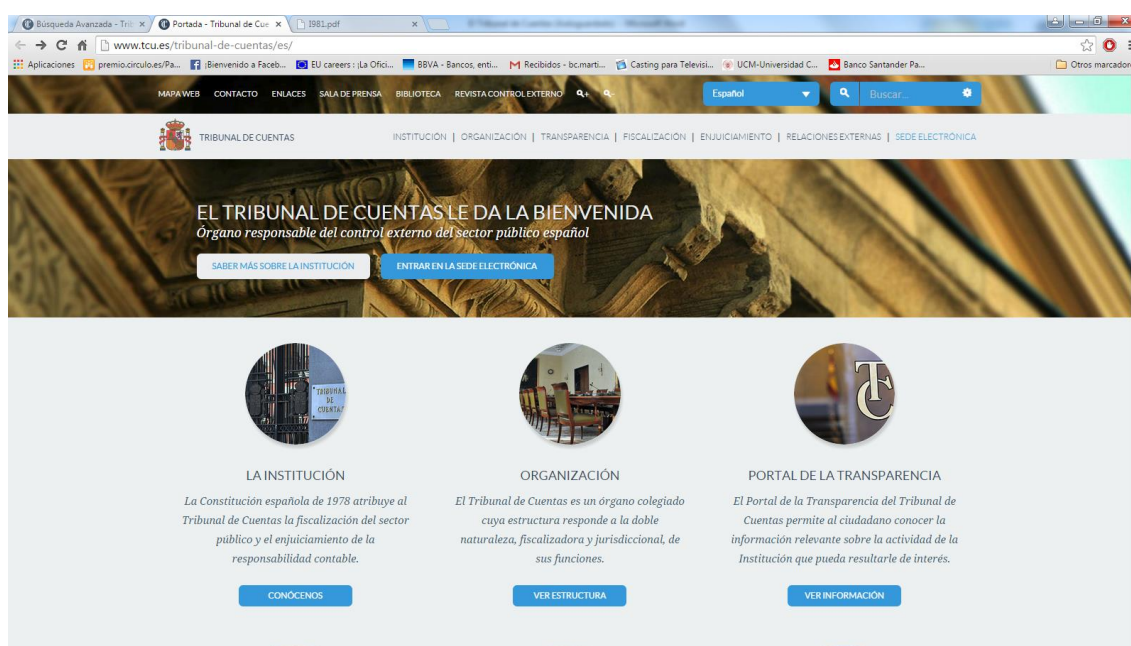 Búsqueda Avanzada - Trib
Portada - Tribunal de Cue
1981.pdf
www.tcu.es/tribunal-de-cuentas/es/
Aplicaciones premio.circulo.es/Pa... ¡Bienvenido a Faceb... EU careers : ¡La Ofici... BBVA - Bancos, enti... Recibidos - bc.marti... Casting para Televisi... UCM-Universidad C... Banco Santander Pa... Otros marcadore
MAPA WEB CONTACTO ENLACES SALA DE PRENSA BIBLIOTECA REVISTA CONTROL EXTERNO
Español
Buscar...
TRIBUNAL DE CUENTAS
INSTITUCIÓN | ORGANIZACIÓN | TRANSPARENCIA | FISCALIZACIÓN | ENJUICIAMIENTO | RELACIONES EXTERNAS | SEDE ELECTRÓNICA
EL TRIBUNAL DE CUENTAS LE DA LA BIENVENIDA
Órgano responsable del control externo del sector público español
SABER MÁS SOBRE LA INSTITUCIÓN
ENTRAR EN LA SEDE ELECTRÓNICA
TRIBUNAL
DE
CUENTAS
TC
LA INSTITUCIÓN
La Constitución española de 1978 atribuye al
Tribunal de Cuentas la fiscalización del sector
público y el enjuiciamiento de la
responsabilidad contable.
CONÓCENOS
ORGANIZACIÓN
El Tribunal de Cuentas es un órgano colegiado
cuya estructura responde a la doble
naturaleza, fiscalizadora y jurisdiccional, de
sus funciones.
VER ESTRUCTURA
PORTAL DE LA TRANSPARENCIA
El Portal de la Transparencia del Tribunal de
Cuentas permite al ciudadano conocer la
información relevante sobre la actividad de la
Institución que pueda resultarle de interés.
VER INFORMACIÓN